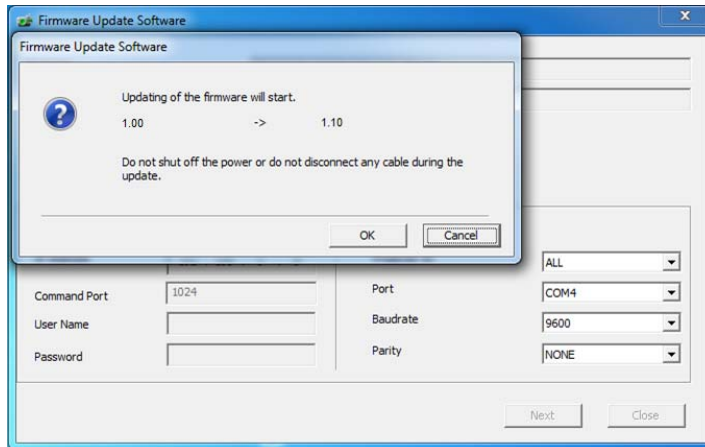 Firmware Update Software
Firmware Update Software
Updating of the firmware will start.
1.00 -> 1.10
Do not shut off the power or do not disconnect any cable during the
update.
OK Cancel
ALL
Command Port 1024 Port COM4
User Name Baudrate 9600
Password Parity NONE
Next Close